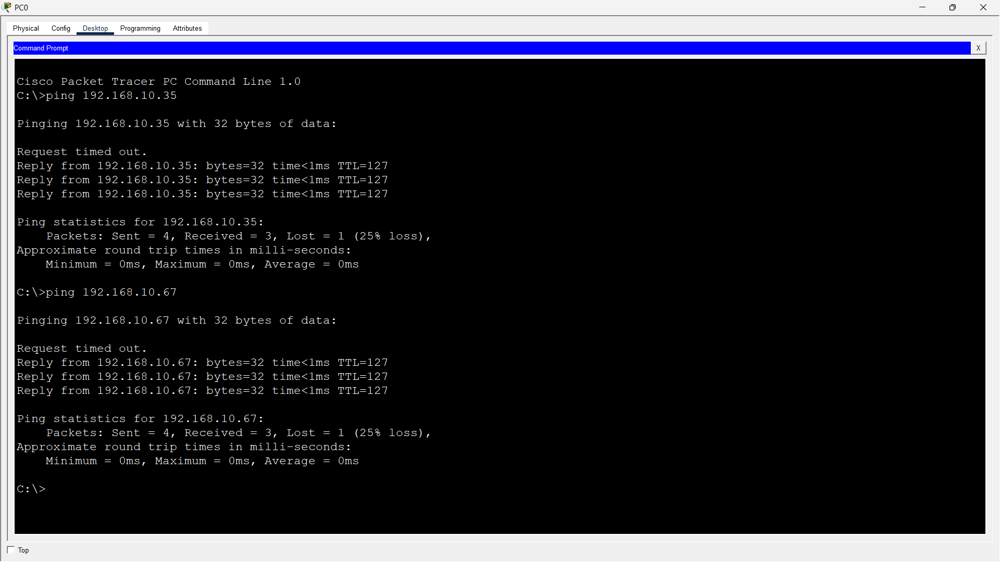 PC0
Physical Config Desktop Programming Attributes
Command Prompt
X
Cisco Packet Tracer PC Command Line 1.0
C:\>ping 192.168.10.35
Pinging 192.168.10.35 with 32 bytes of data:
Request timed out.
Reply from 192.168.10.35: bytes=32 time<1ms TTL=127
Reply from 192.168.10.35: bytes=32 time<1ms TTL=127
Reply from 192.168.10.35: bytes=32 time<1ms TTL=127
Ping statistics for 192.168.10.35:
    Packets: Sent = 4, Received = 3, Lost = 1 (25% loss),
Approximate round trip times in milli-seconds:
    Minimum = 0ms, Maximum = 0ms, Average = 0ms
C:\>ping 192.168.10.67
Pinging 192.168.10.67 with 32 bytes of data:
Request timed out.
Reply from 192.168.10.67: bytes=32 time<1ms TTL=127
Reply from 192.168.10.67: bytes=32 time<1ms TTL=127
Reply from 192.168.10.67: bytes=32 time<1ms TTL=127
Ping statistics for 192.168.10.67:
    Packets: Sent = 4, Received = 3, Lost = 1 (25% loss),
Approximate round trip times in milli-seconds:
    Minimum = 0ms, Maximum = 0ms, Average = 0ms
C:\>
Top